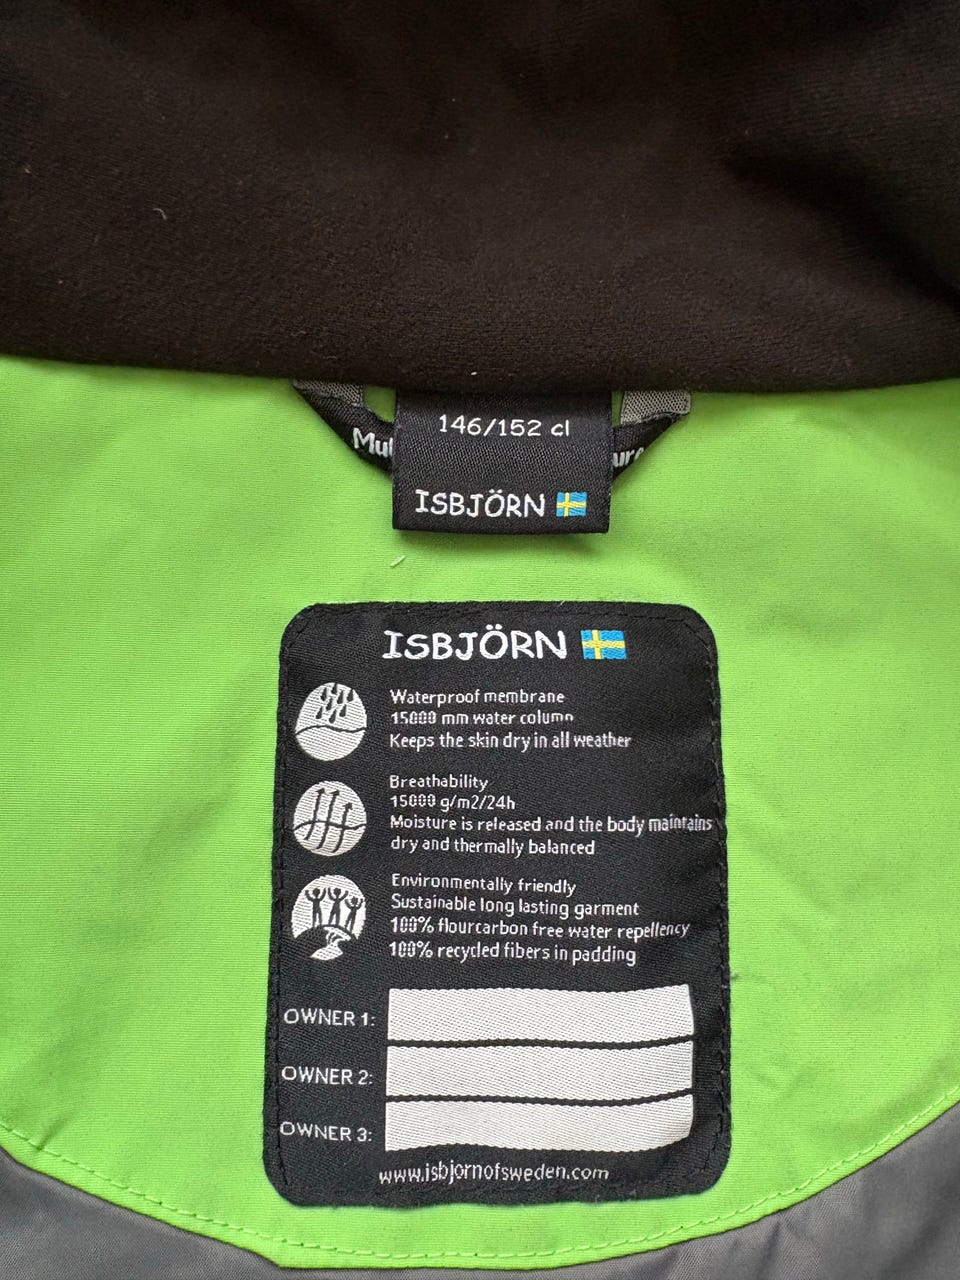 146/152 cl
Mul
ure
ISBJÖRN
ISBJÖRN
Waterproof membrane
15000 mm water column
Keeps the skin dry in all weather
Breathability
15000 g/m2/24h
Moisture is released and the body maintains
dry and thermally balanced
Environmentally friendly
Sustainable long lasting garment
100% flourcarbon free water repellency
100% recycled fibers in padding
OWNER 1:
OWNER 2:
OWNER 3:
www.isbjornofsweden.com